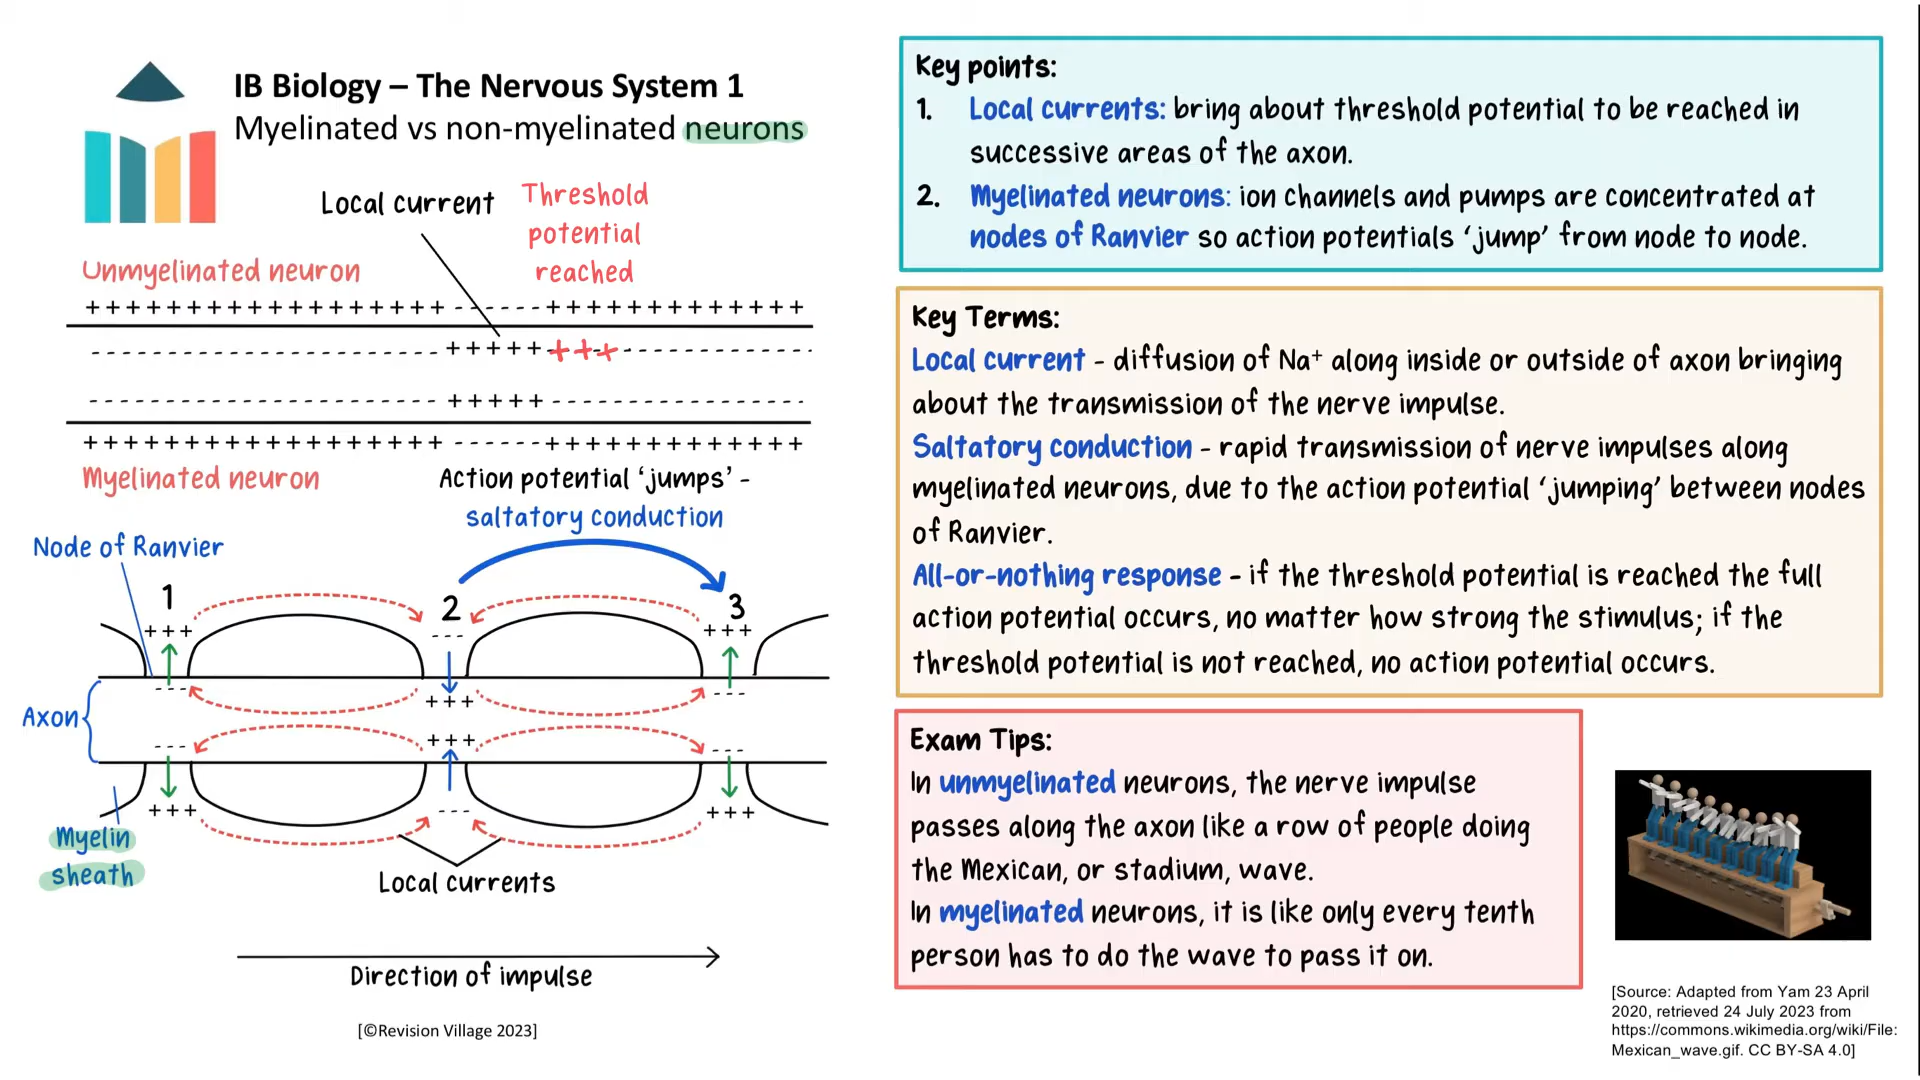 IB Biology – The Nervous System 1
Myelinated vs non-myelinated neurons
Local current
Threshold
potential
reached
Unmyelinated neuron
+ + + + + + + + + + + + + + + + + + - - - - - - + + + + + + + + + + + + +
- - - - - - - - - - - - - - - - - - - - - - - - - - - - - + + + + + + + + - - - - - - - - - - - - - - - -
- - - - - - - - - - - - - - - - - - - - - - - - - - - - - + + + + + - - - - - - - - - - - - - - - - - - - - -
+ + + + + + + + + + + + + + + + + + - - - - - - + + + + + + + + + + + + +
Myelinated neuron
Action potential ‘jumps’ -
saltatory conduction
Node of Ranvier
1
2
3
+++
- - - -
+++
- - -
+++
- - -
Axon
- - -
+++
- - -
+++
- - - -
+++
Myelin
sheath
Local currents
Direction of impulse
[©Revision Village 2023]
Key points:
1. Local currents: bring about threshold potential to be reached in
successive areas of the axon.
2. Myelinated neurons: ion channels and pumps are concentrated at
nodes of Ranvier so action potentials ‘jump’ from node to node.
Key Terms:
Local current - diffusion of Na⁺ along inside or outside of axon bringing
about the transmission of the nerve impulse.
Saltatory conduction - rapid transmission of nerve impulses along
myelinated neurons, due to the action potential ‘jumping’ between nodes
of Ranvier.
All-or-nothing response - if the threshold potential is reached the full
action potential occurs, no matter how strong the stimulus; if the
threshold potential is not reached, no action potential occurs.
Exam Tips:
In unmyelinated neurons, the nerve impulse
passes along the axon like a row of people doing
the Mexican, or stadium, wave.
In myelinated neurons, it is like only every tenth
person has to do the wave to pass it on.
[Source: Adapted from Yam 23 April
2020, retrieved 24 July 2023 from
https://commons.wikimedia.org/wiki/File:
Mexican_wave.gif. CC BY-SA 4.0]